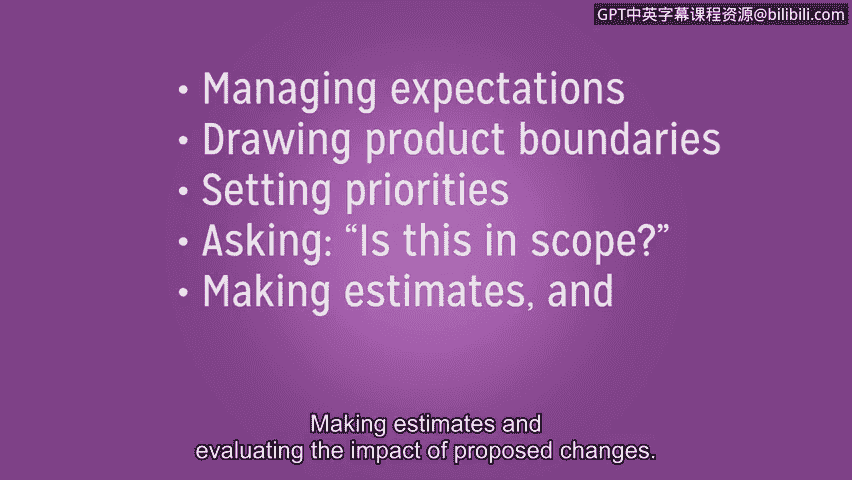 GPT中英字幕课程资源@bilibili.com
• Managing expectations
• Drawing product boundaries
• Setting priorities
• Asking: “Is this in scope?”
• Making estimates, and
Making estimates and
evaluating the impact of proposed changes.